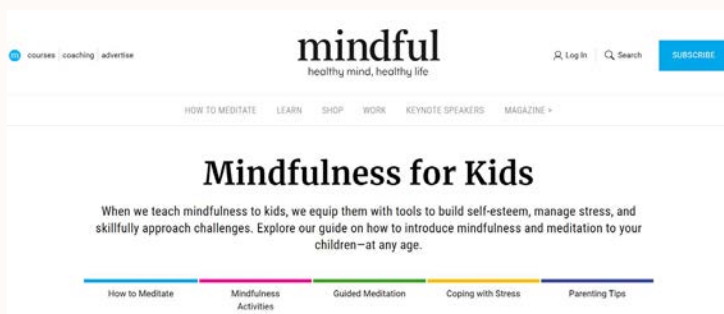 m courses coaching advertise
mindful
healthy mind, healthy life
Log In Search SUBSCRIBE
HOW TO MEDITATE LEARN SHOP WORK KEYNOTE SPEAKERS MAGAZINE >
Mindfulness for Kids
When we teach mindfulness to kids, we equip them with tools to build self-esteem, manage stress, and
skillfully approach challenges. Explore our guide on how to introduce mindfulness and meditation to your
children—at any age.
How to Meditate
Mindfulness
Activities
Guided Meditation
Coping with Stress
Parenting Tips